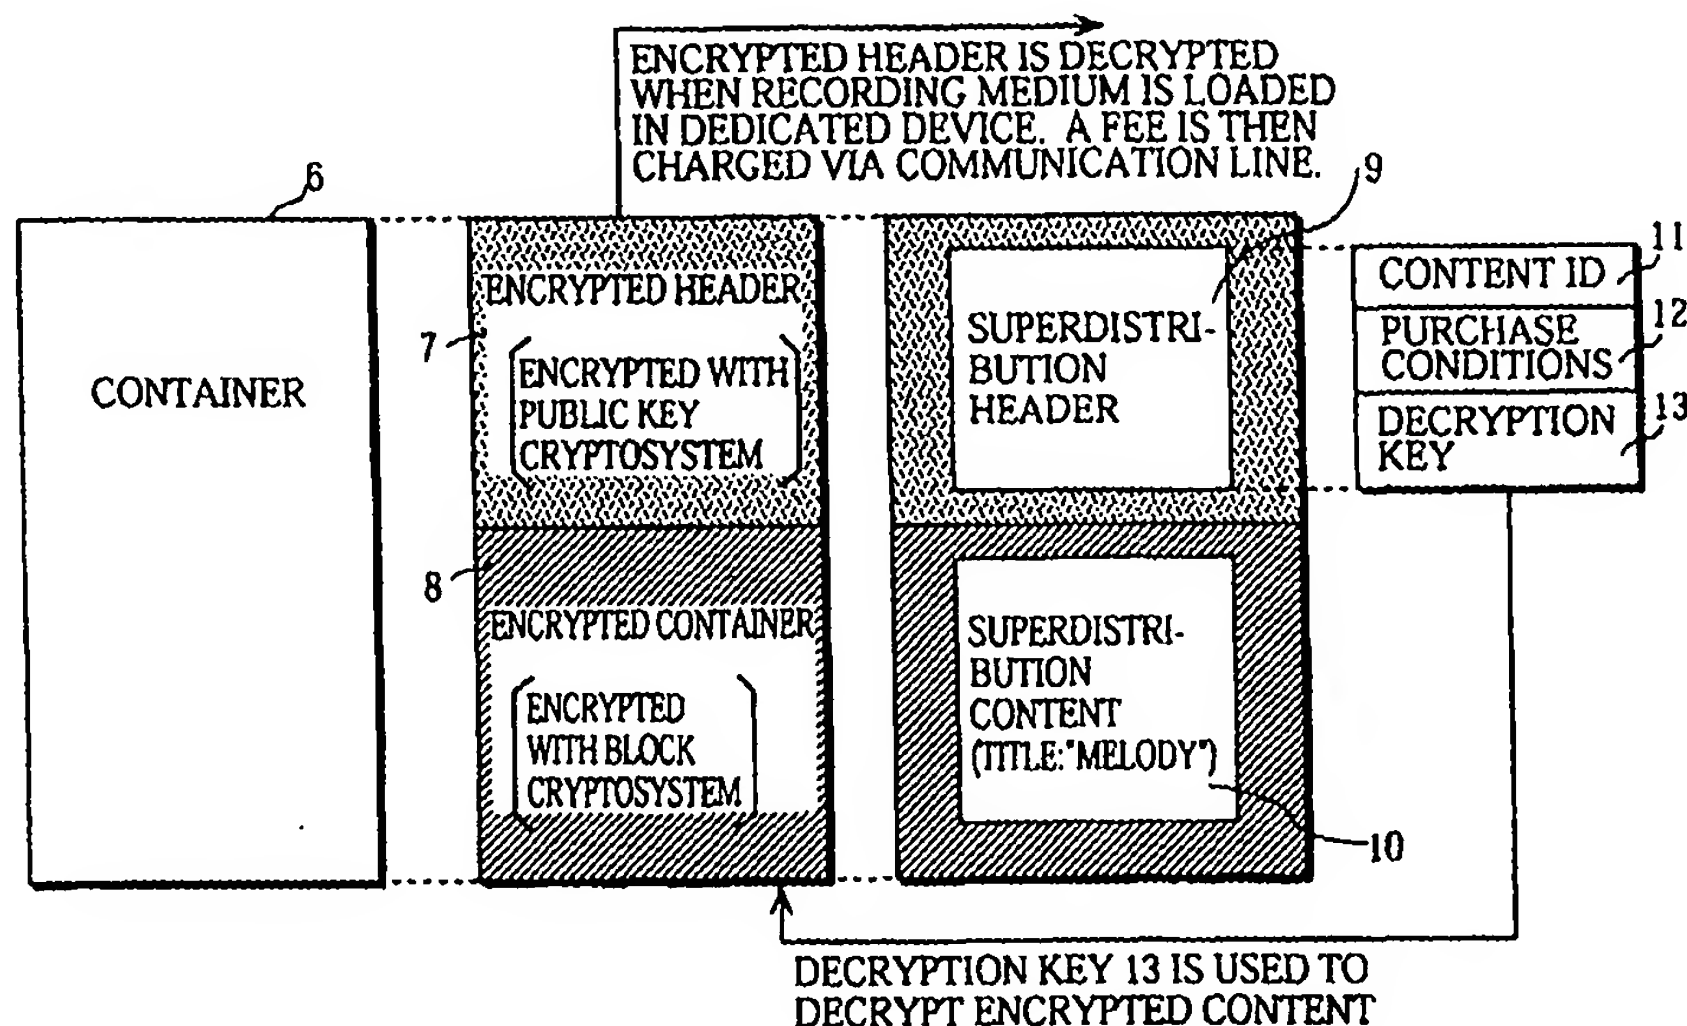 ENCRYPTED HEADER IS DECRYPTED
WHEN RECORDING MEDIUM IS LOADED
IN DEDICATED DEVICE. A FEE IS THEN
CHARGED VIA COMMUNICATION LINE.
6
CONTAINER
7
ENCRYPTED HEADER
ENCRYPTED WITH
PUBLIC KEY
CRYPTOSYSTEM
8
ENCRYPTED CONTAINER
ENCRYPTED
WITH BLOCK
CRYPTOSYSTEM
9
SUPERDISTRI-
BUTION
HEADER
SUPERDISTRI-
BUTION
CONTENT
(TITLE:"MELODY")
10
11
CONTENT ID
12
PURCHASE
CONDITIONS
13
DECRYPTION
KEY
DECRYPTION KEY 13 IS USED TO
DECRYPT ENCRYPTED CONTENT